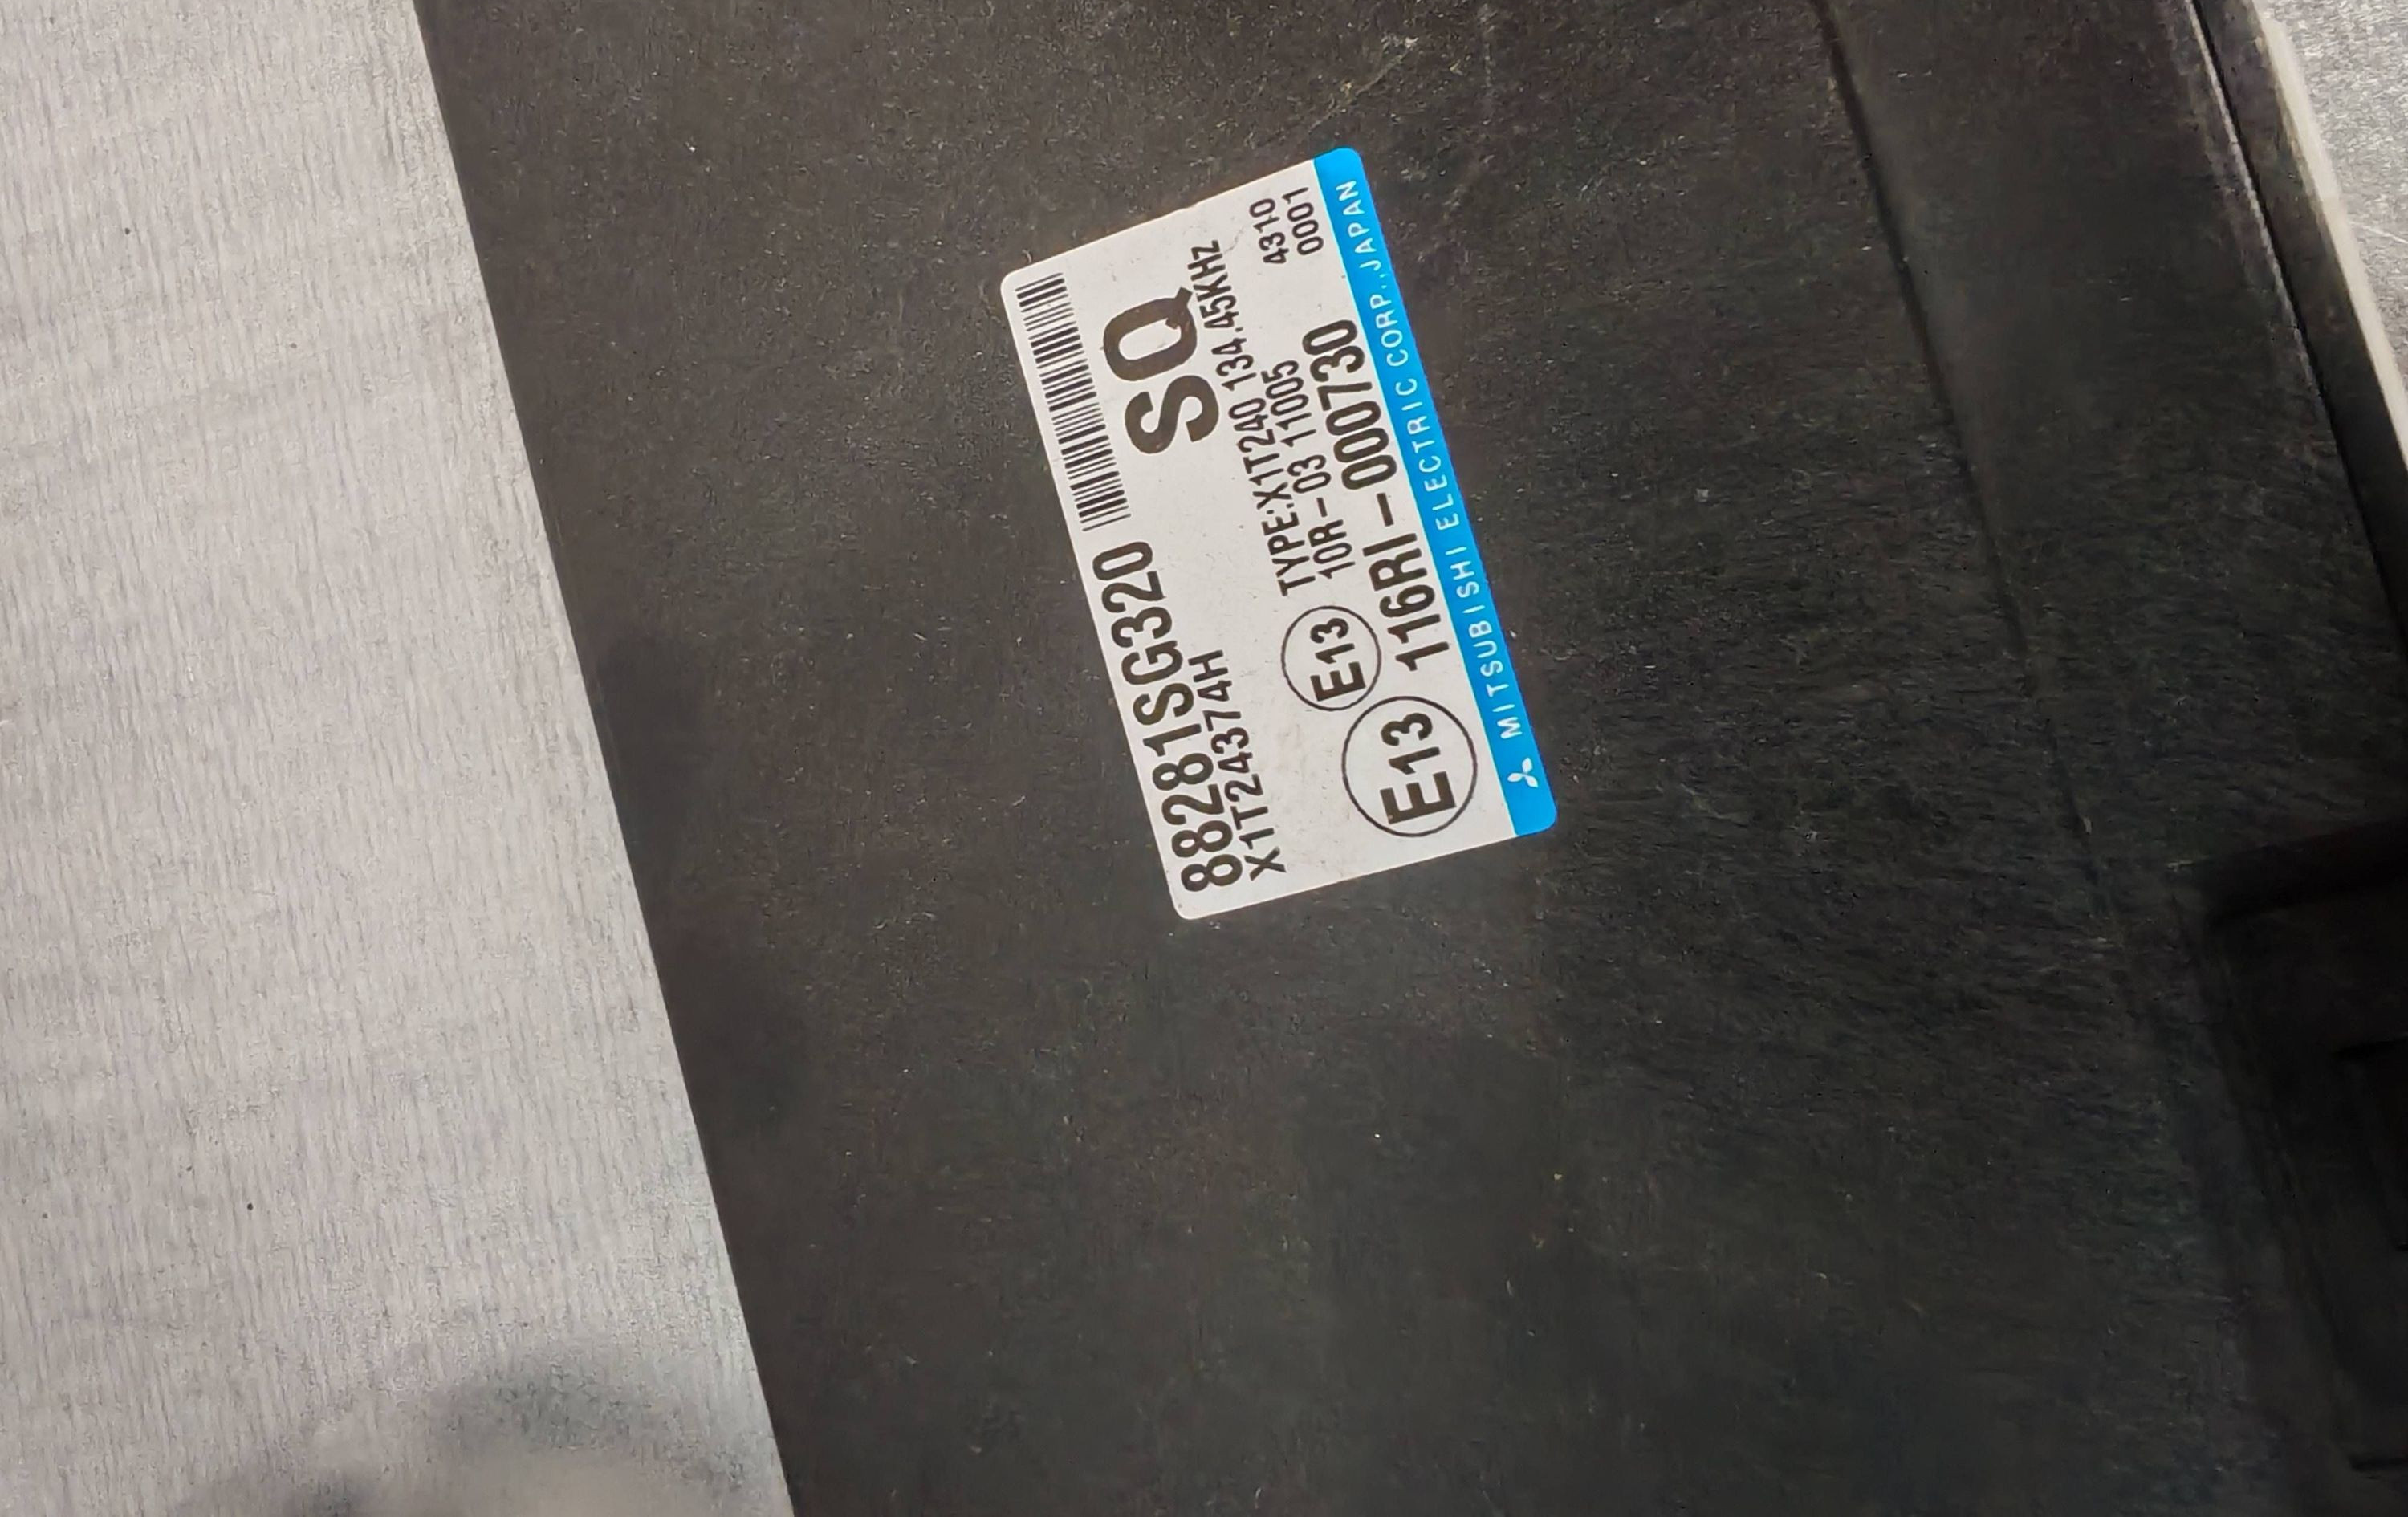 88281SG320
X1T24374H
SQ
E13 TYPE:X1T240 134.45KHZ
10R-03 11005
E13 116RI-000730
4310
0001
MITSUBISHI ELECTRIC CORP.,JAPAN